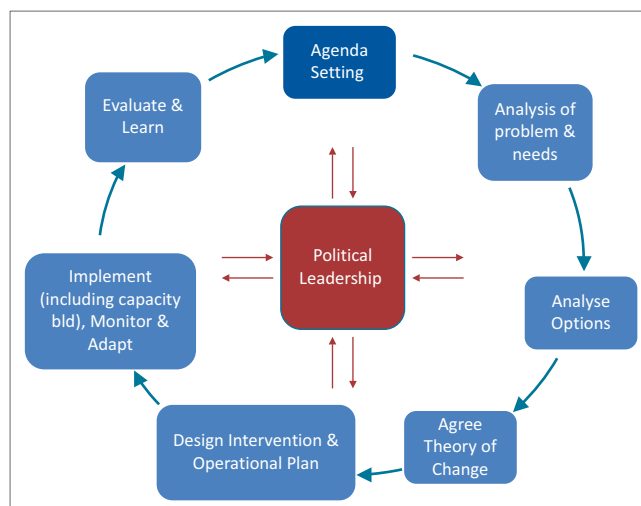 Agenda
Setting
Analysis of
problem &
needs
Analyse
Options
Agree
Theory of
Change
Design Intervention &
Operational Plan
Implement
(including capacity
bld), Monitor &
Adapt
Evaluate &
Learn
Political
Leadership